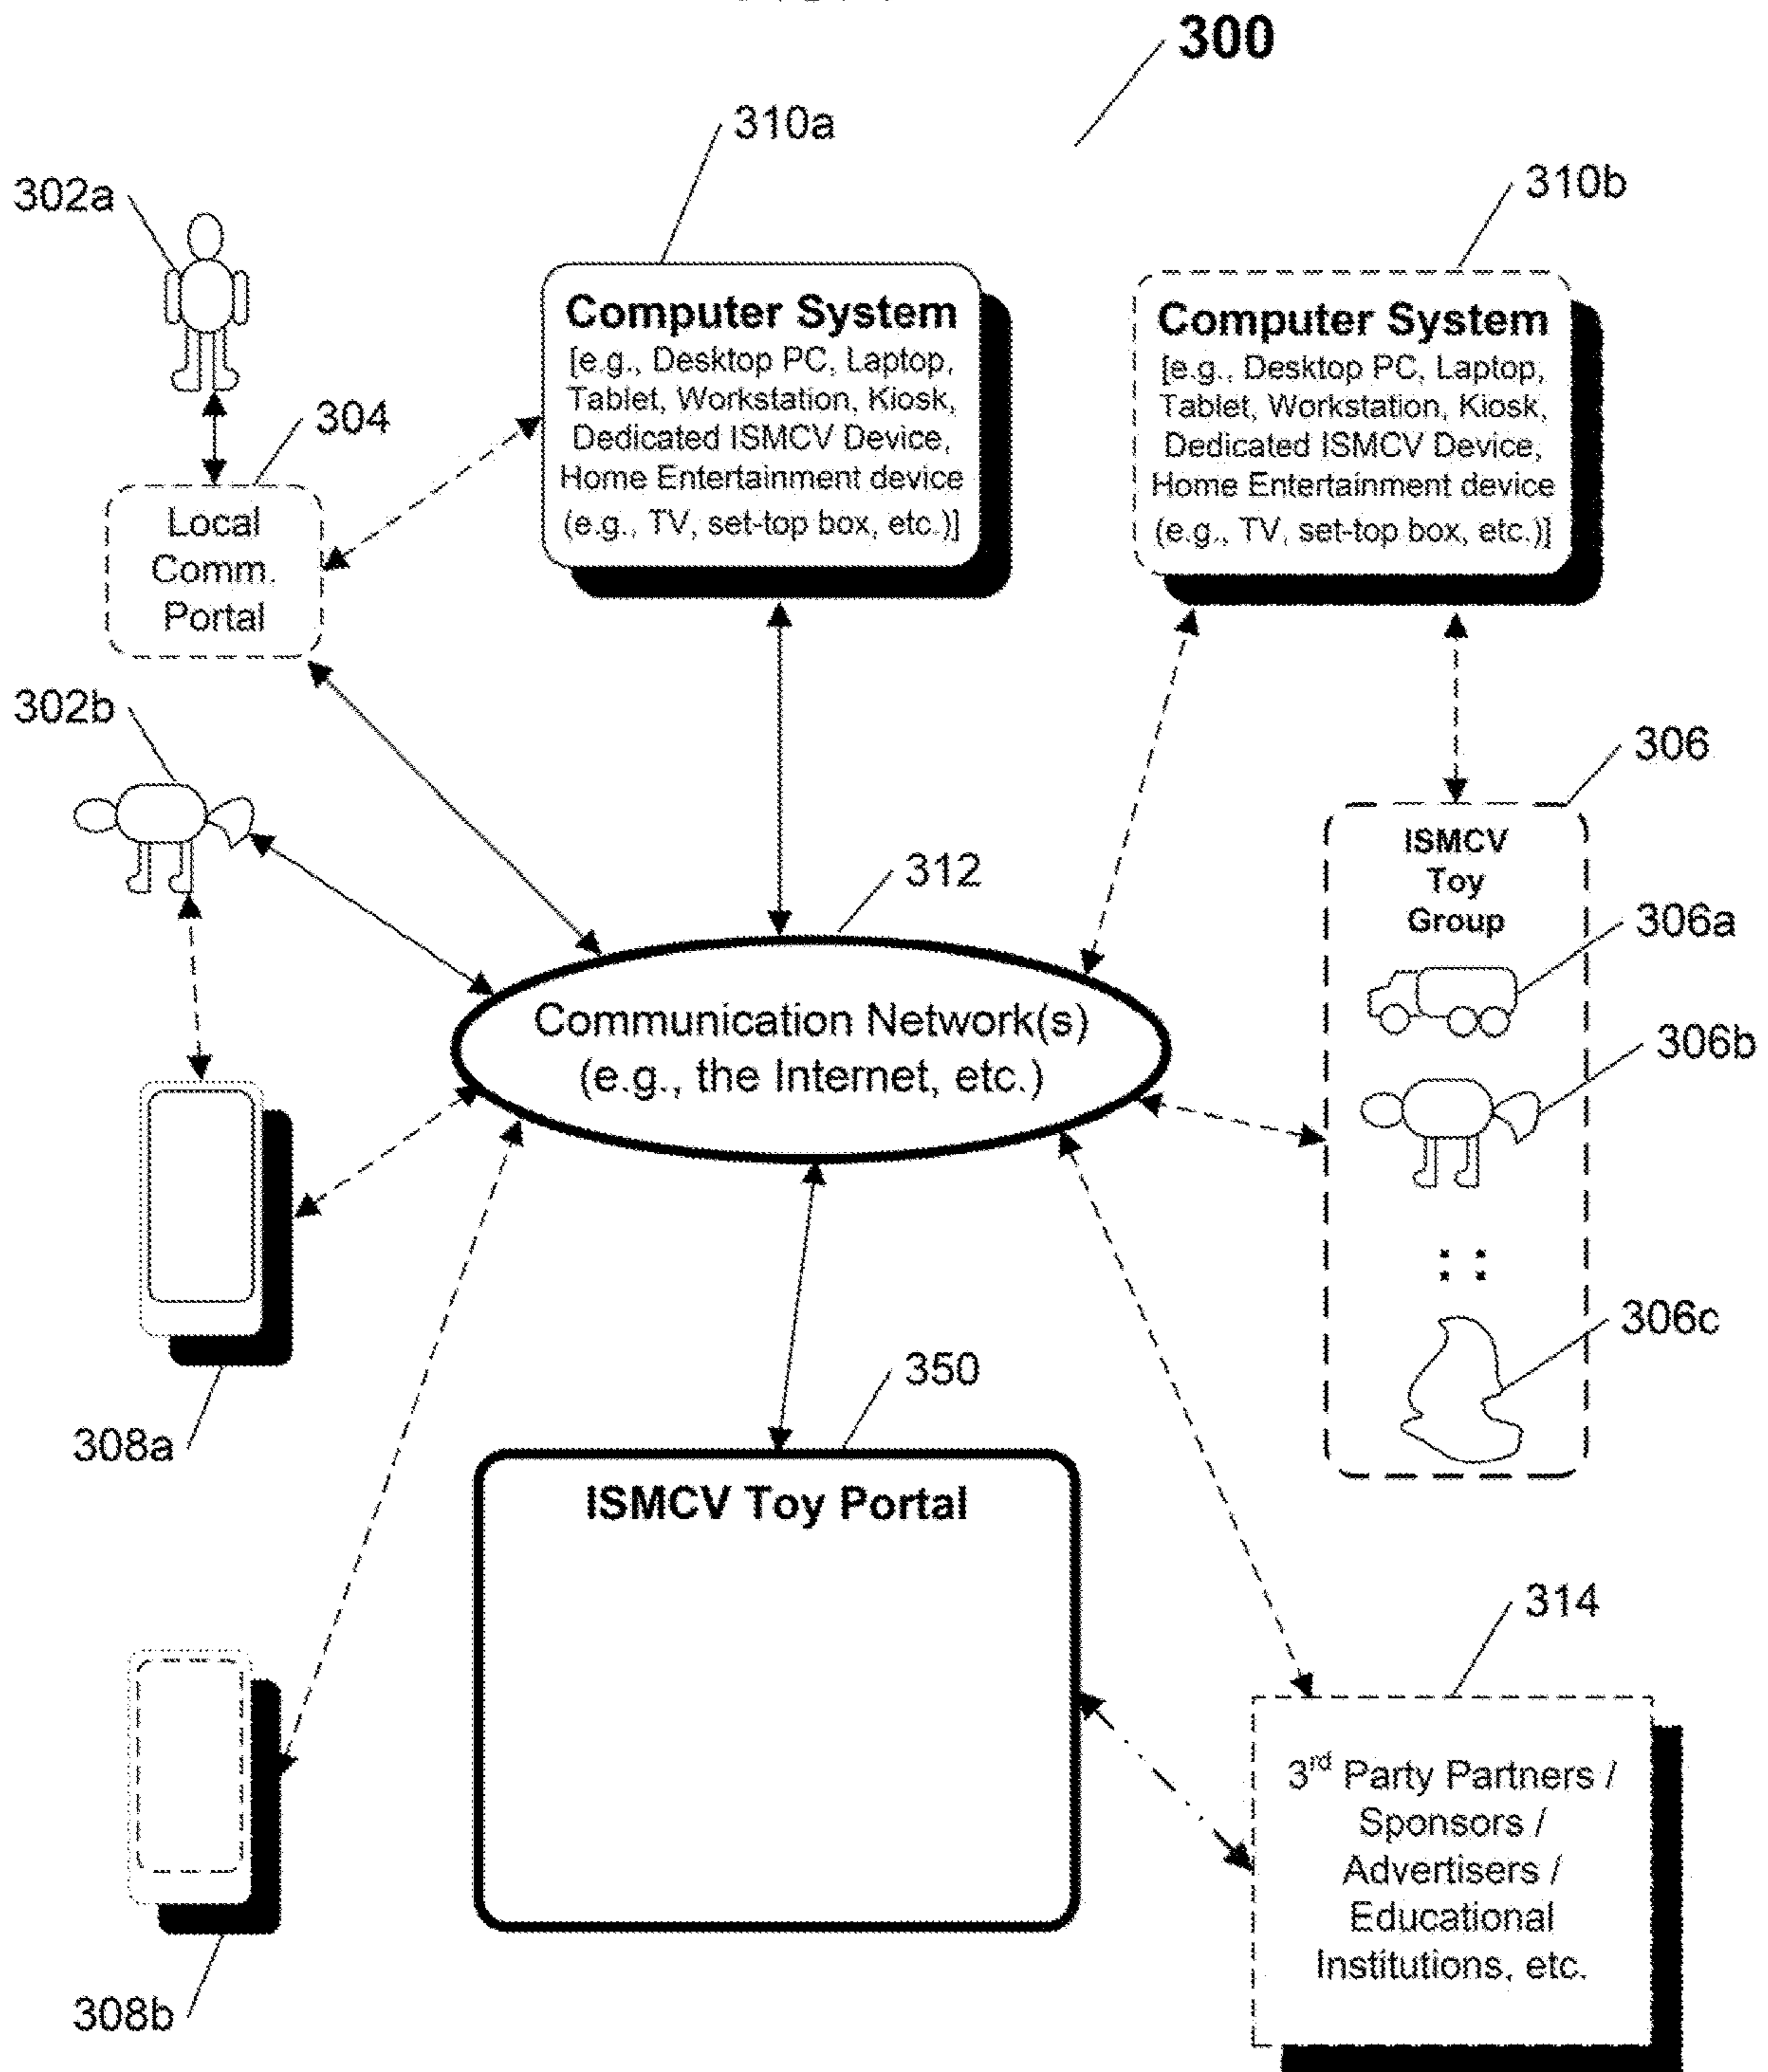 300
310a
302a
310b
Computer System
[e.g., Desktop PC, Laptop,
Tablet, Workstation, Kiosk,
Dedicated ISMCV Device,
Home Entertainment device
(e.g., TV, set-top box, etc.)]
Computer System
[e.g., Desktop PC, Laptop,
Tablet, Workstation, Kiosk,
Dedicated ISMCV Device,
Home Entertainment device
(e.g., TV, set-top box, etc.)]
304
Local
Comm.
Portal
302b
306
ISMCV
Toy
Group
312
306a
Communication Network(s)
(e.g., the Internet, etc.)
306b
306c
350
308a
ISMCV Toy Portal
314
3rd Party Partners /
Sponsors /
Advertisers /
Educational
Institutions, etc.
308b